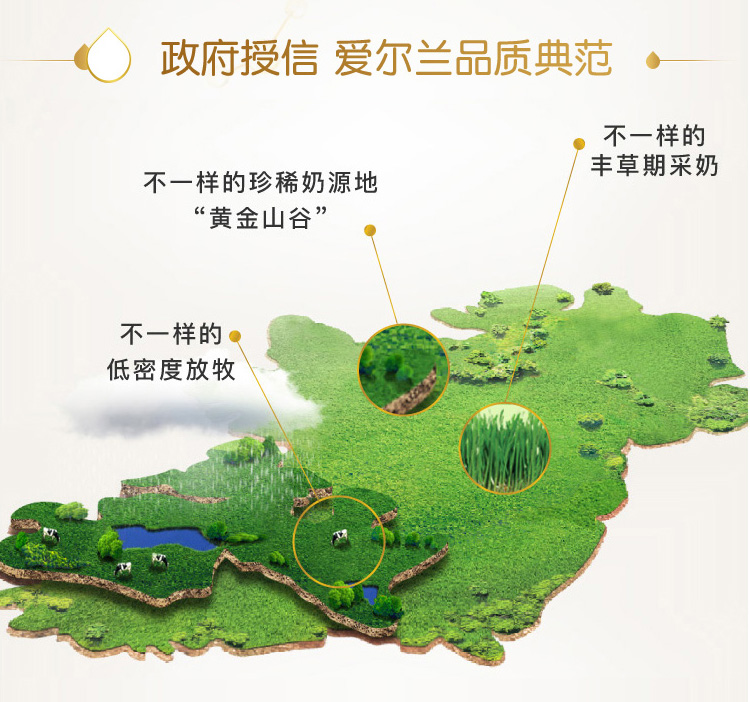 政府授信 爱尔兰品质典范
不一样的
丰草期采奶
不一样的珍稀奶源地
“黄金山谷”
不一样的
低密度放牧